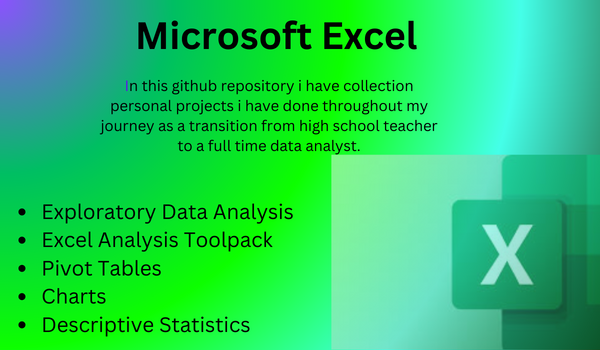 Microsoft Excel
In this github repository i have collection
personal projects i have done throughout my
journey as a transition from high school teacher
to a full time data analyst.
• Exploratory Data Analysis
• Excel Analysis Toolpack
• Pivot Tables
• Charts
• Descriptive Statistics
X